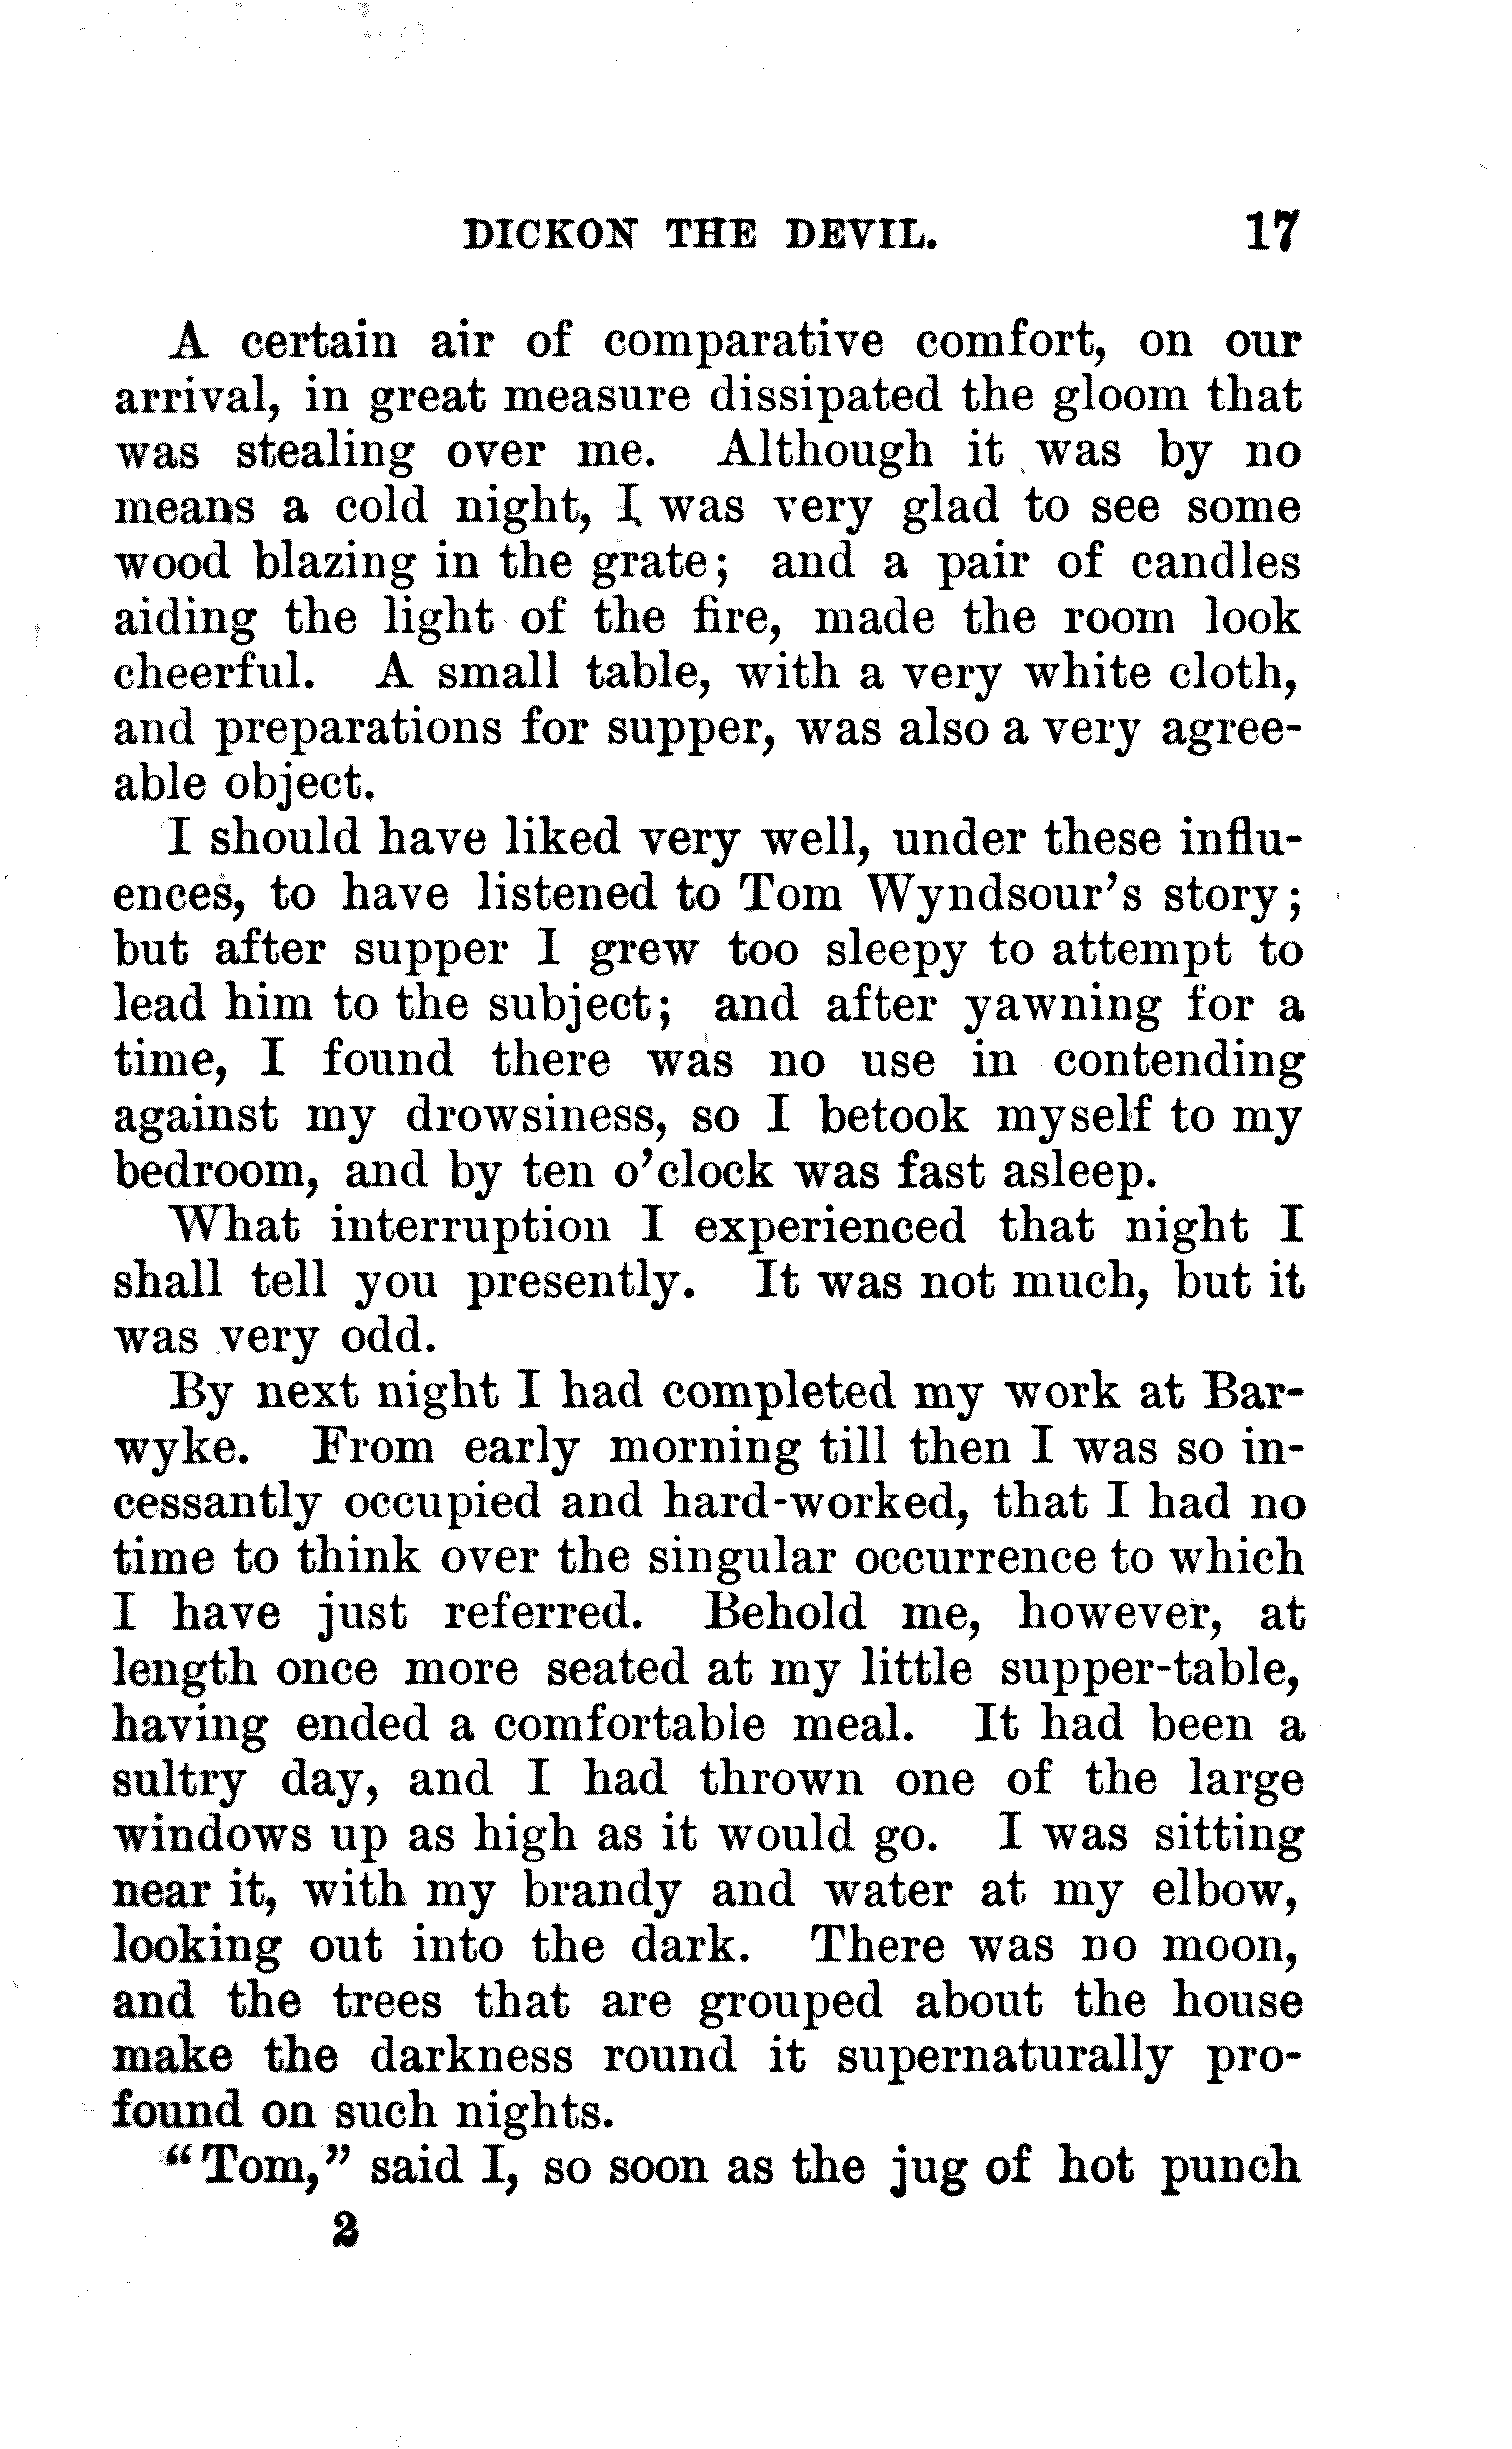 DICKON THE DEVIL. 17
A certain air of comparative comfort, on our
arrival, in great measure dissipated the gloom that
was stealing over me. Although it was by no
means a cold night, I was very glad to see some
wood blazing in the grate; and a pair of candles
aiding the light of the fire, made the room look
cheerful. A small table, with a very white cloth,
and preparations for supper, was also a very agree-
able object.
I should have liked very well, under these influ-
ences, to have listened to Tom Wyndsour's story;
but after supper I grew too sleepy to attempt to
lead him to the subject; and after yawning for a
time, I found there was no use in contending
against my drowsiness, so I betook myself to my
bedroom, and by ten o'clock was fast asleep.
What interruption I experienced that night I
shall tell you presently. It was not much, but it
was very odd.
By next night I had completed my work at Bar-
wyke. From early morning till then I was so in-
cessantly occupied and hard-worked, that I had no
time to think over the singular occurrence to which
I have just referred. Behold me, however, at
length once more seated at my little supper-table,
having ended a comfortable meal. It had been a
sultry day, and I had thrown one of the large
windows up as high as it would go. I was sitting
near it, with my brandy and water at my elbow,
looking out into the dark. There was no moon,
and the trees that are grouped about the house
make the darkness round it supernaturally pro-
found on such nights.
"Tom," said I, so soon as the jug of hot punch
2